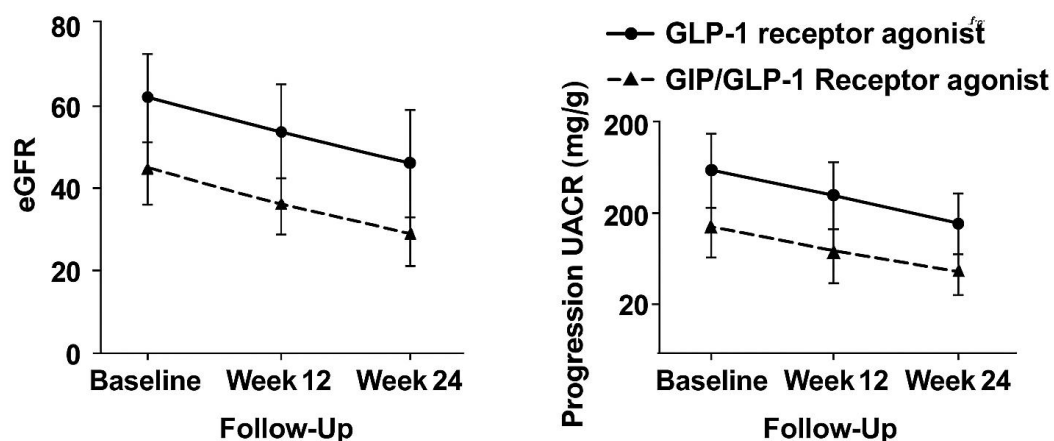 80
60
40
20
0
eGFR
Baseline Week 12 Week 24
Follow-Up
GLP-1 receptor agonist
GIP/GLP-1 Receptor agonist
200
200
20
Progression UACR (mg/g)
Baseline Week 12 Week 24
Follow-Up